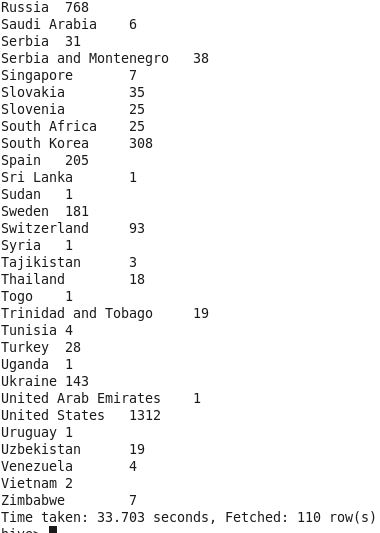 Russia 768
Saudi Arabia 6
Serbia 31
Serbia and Montenegro 38
Singapore 7
Slovakia 35
Slovenia 25
South Africa 25
South Korea 308
Spain 205
Sri Lanka 1
Sudan 1
Sweden 181
Switzerland 93
Syria 1
Tajikistan 3
Thailand 18
Togo 1
Trinidad and Tobago 19
Tunisia 4
Turkey 28
Uganda 1
Ukraine 143
United Arab Emirates 1
United States 1312
Uruguay 1
Uzbekistan 19
Venezuela 4
Vietnam 2
Zimbabwe 7
Time taken: 33.703 seconds, Fetched: 110 row(s)
hive>